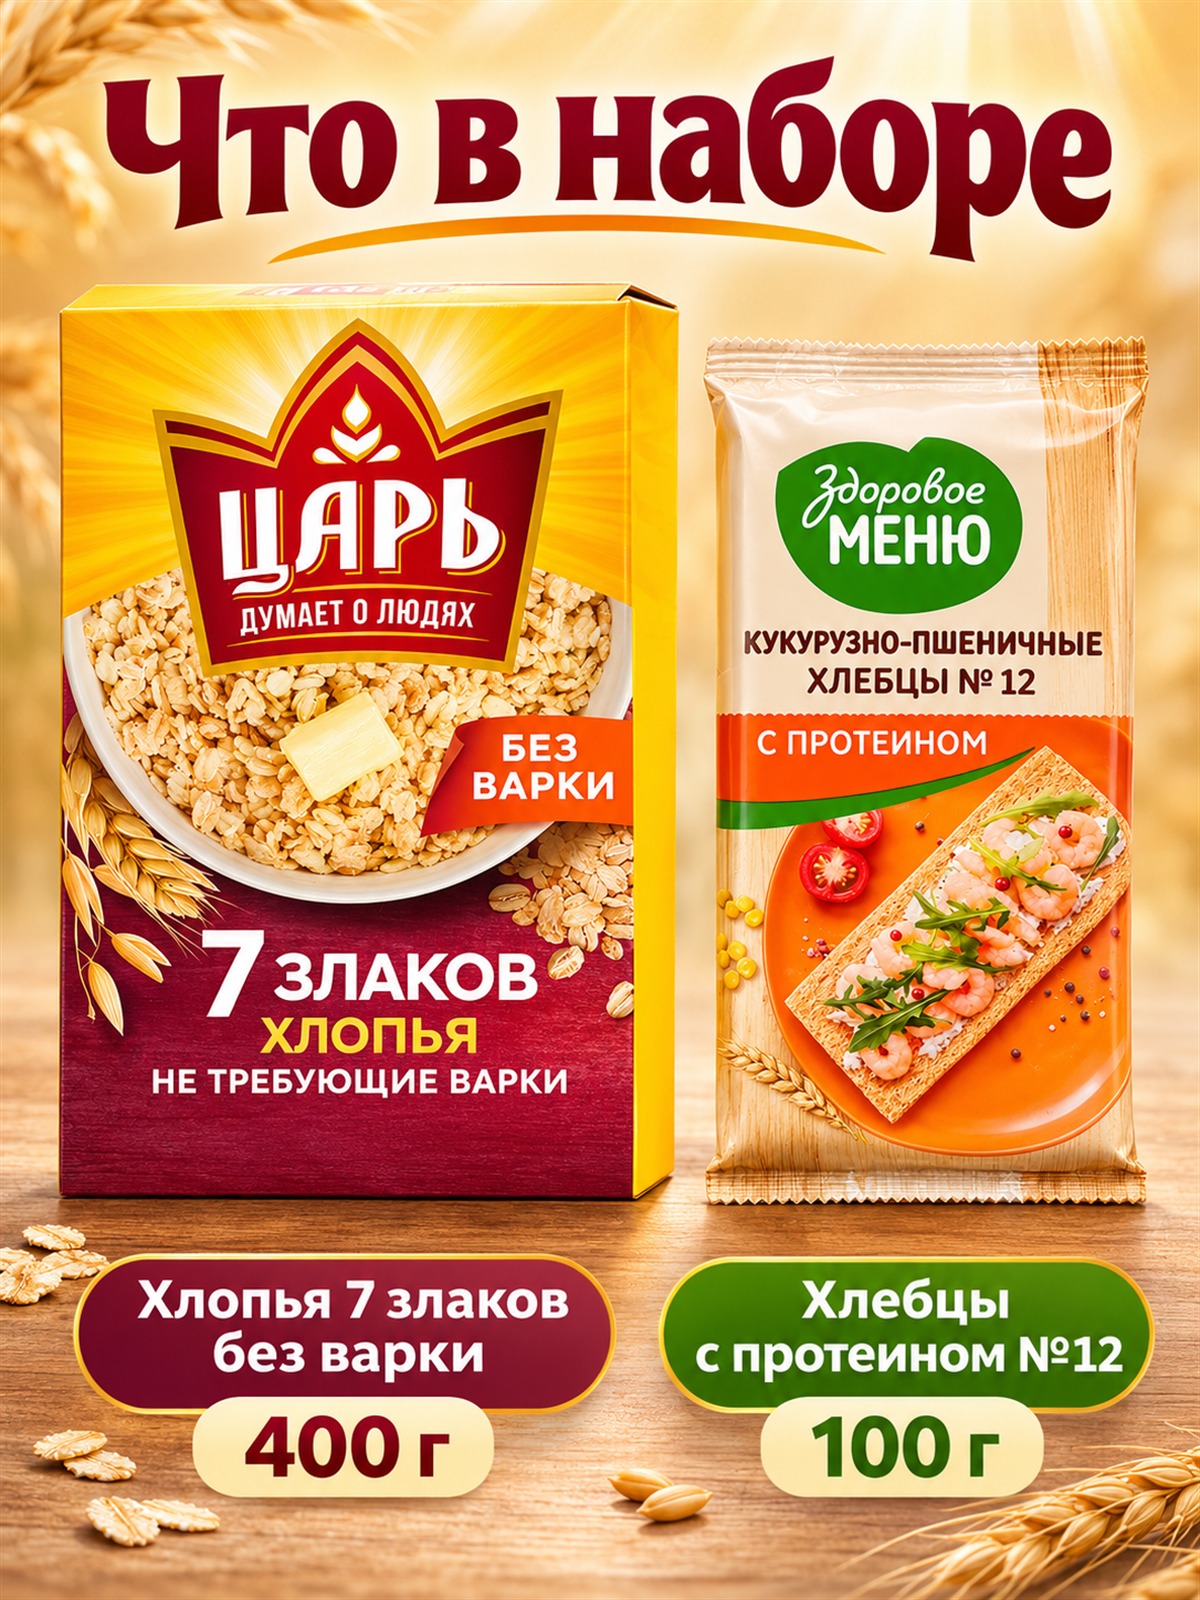 Что в наборе
ЦАРЬ
ДУМАЕТ О ЛЮДЯХ
БЕЗ
ВАРКИ
7 ЗЛАКОВ
ХЛОПЬЯ
НЕ ТРЕБУЮЩИЕ ВАРКИ
Здоровое
МЕНЮ
КУКУРУЗНО-ПШЕНИЧНЫЕ
ХЛЕБЦЫ № 12
С ПРОТЕИНОМ
Хлопья 7 злаков
без варки
400 г
Хлебцы
с протеином №12
100 г